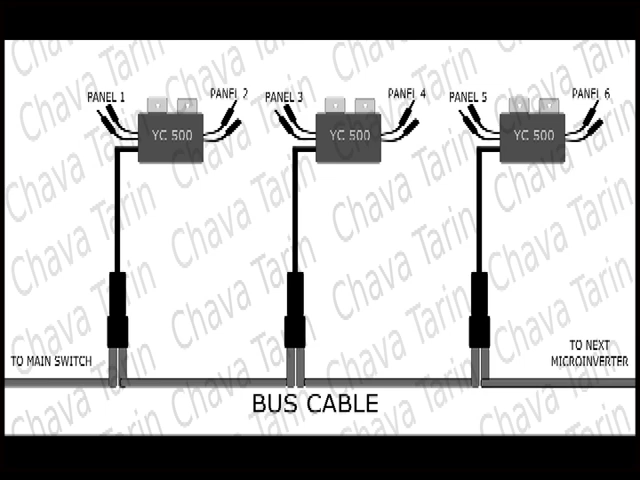 PANEL 1
PANEL 2
PANEL 3
PANEL 4
PANEL 5
PANEL 6
YC 500
YC 500
YC 500
TO MAIN SWITCH
TO NEXT
MICROINVERTER
BUS CABLE
Chava Tarin